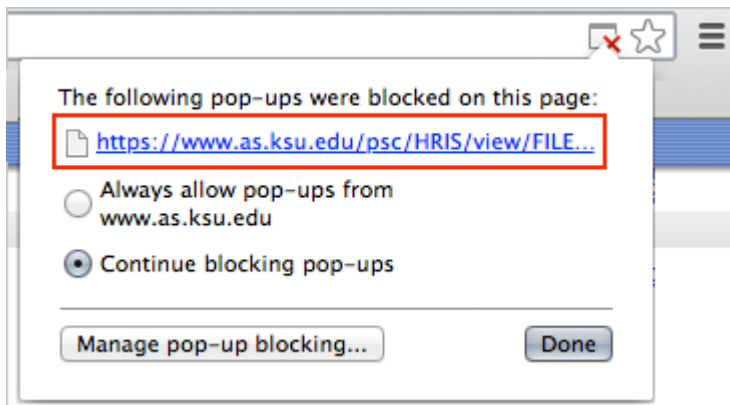 The following pop-ups were blocked on this page:
https://www.as.ksu.edu/psc/HRIS/view/FILE...
Always allow pop-ups from
www.as.ksu.edu
Continue blocking pop-ups
Manage pop-up blocking...
Done